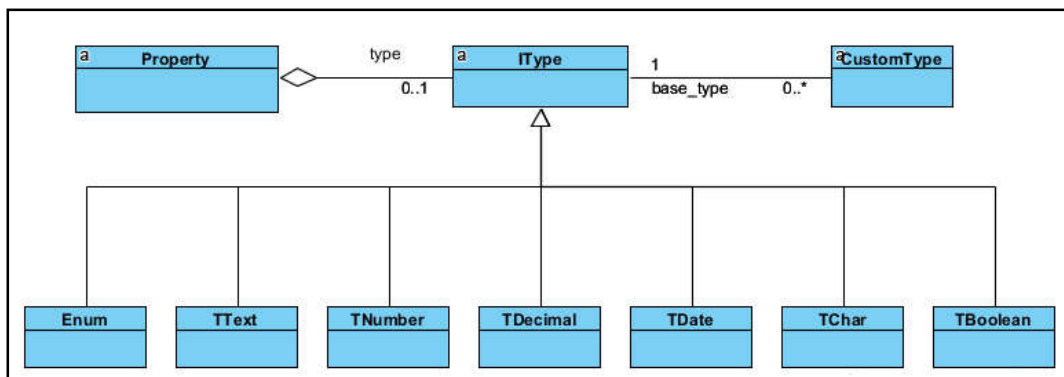 a Property
type
0..1
a IType
1
base_type
0..*
a CustomType
Enum
TText
TNumber
TDecimal
TDate
TChar
TBoolean